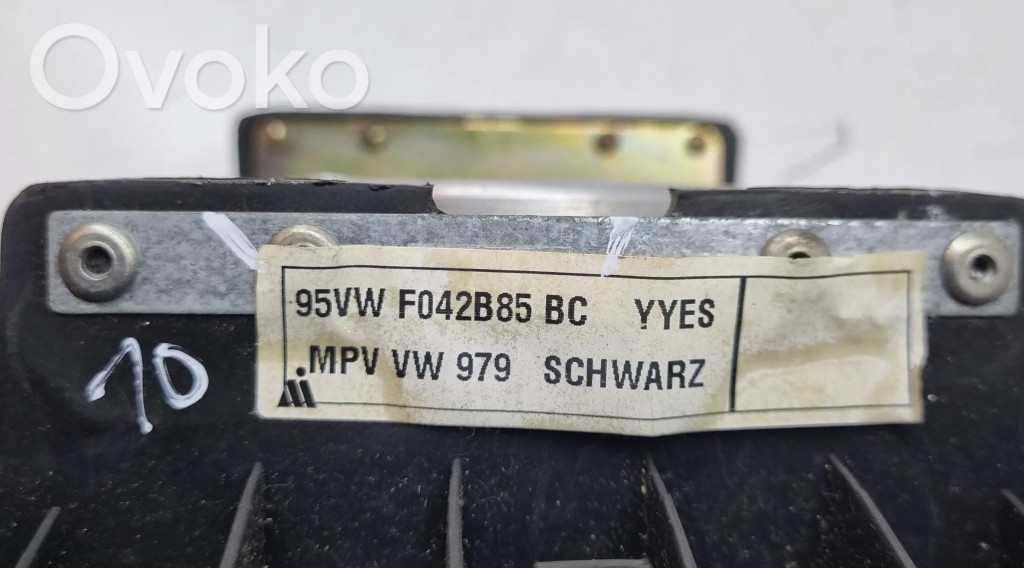 Ovoko
95VW F042B85 BC YYES
MPV VW 979 SCHWARZ
10